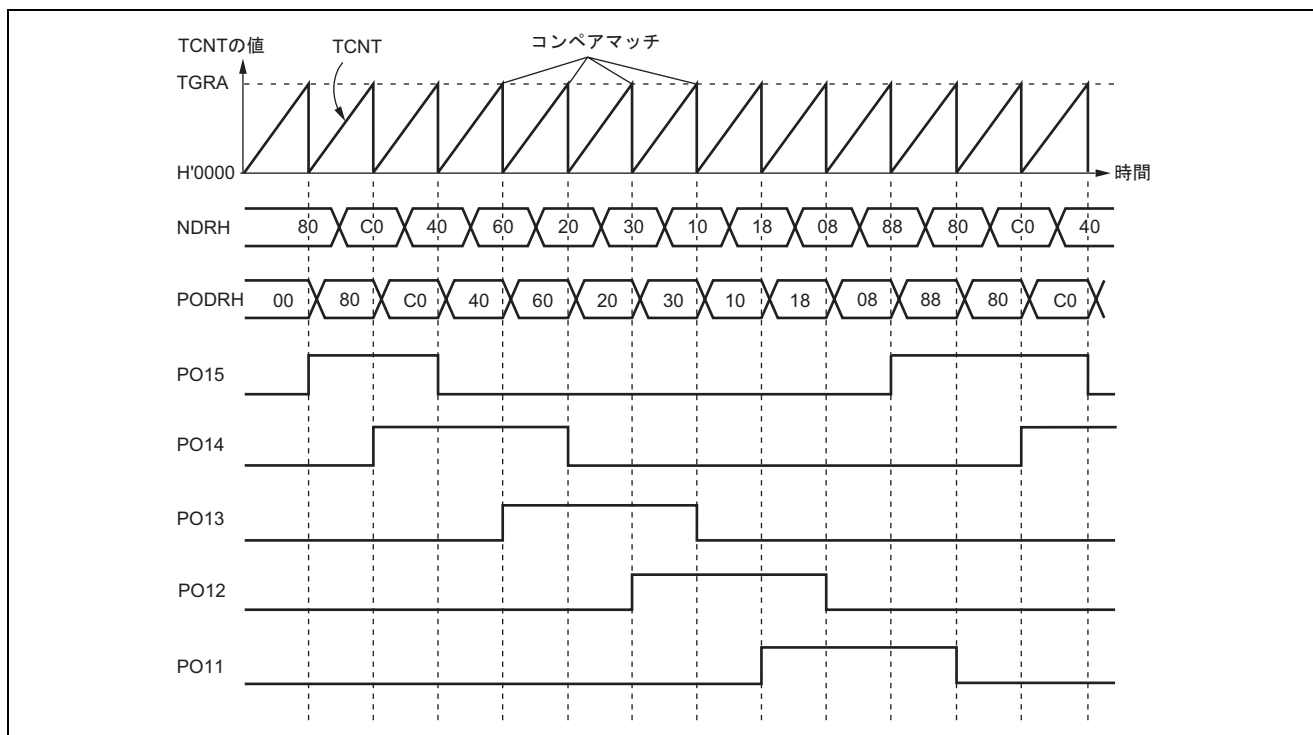 TCNTの値 TCNT コンペアマッチ
TGRA
H'0000 時間
NDRH 80 C0 40 60 20 30 10 18 08 88 80 C0 40
PODRH 00 80 C0 40 60 20 30 10 18 08 88 80 C0
PO15
PO14
PO13
PO12
PO11